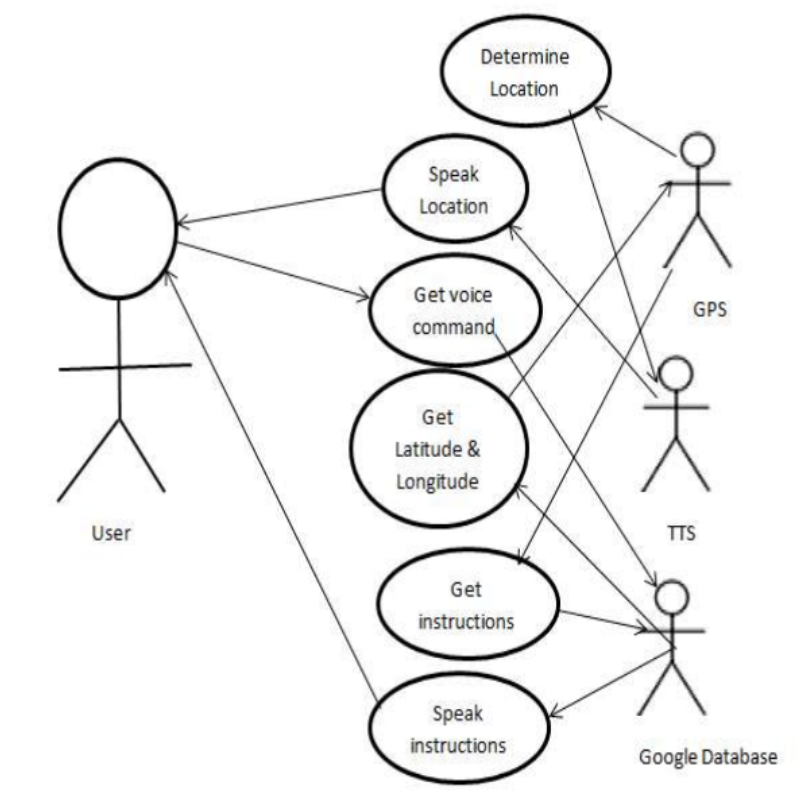 Determine
Location
Speak
Location
Get voice
command
GPS
Get
Latitude &
Longitude
User
TTS
Get
instructions
Speak
instructions
Google Database